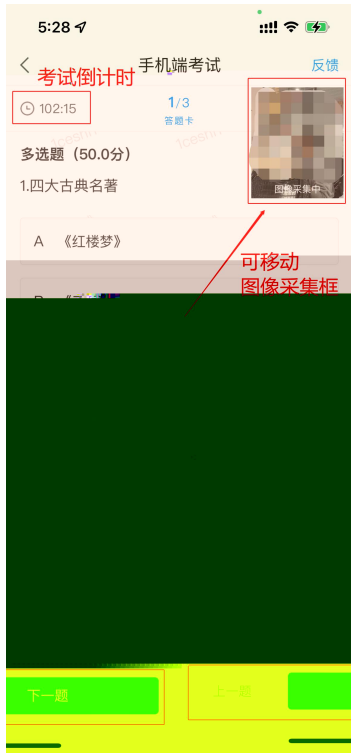 5:28
手机端考试
反馈
考试倒计时
102:15
1/3
答题卡
图像采集中
多选题（50.0分）
1.四大古典名著
A 《红楼梦》
可移动
图像采集框
下一题
上一题